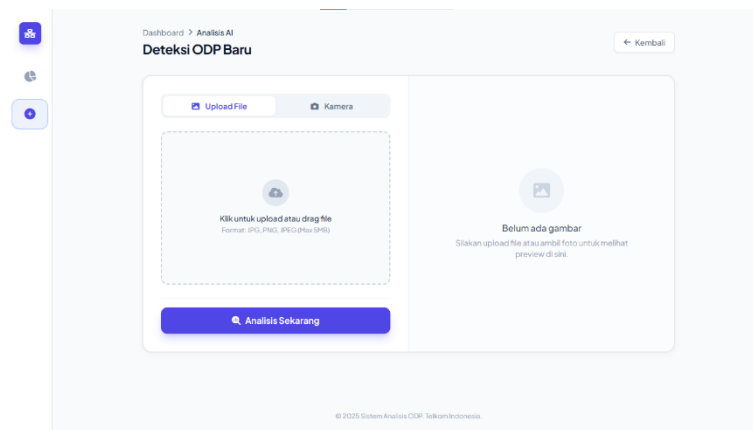 Dashboard > Analisis AI
Deteksi ODP Baru
← Kembali
Upload File
Kamera
Klik untuk upload atau drag file
Format: JPG, PNG, JPEG (Max 5MB)
Analisis Sekarang
Belum ada gambar
Silakan upload file atau ambil foto untuk melihat
preview di sini.
© 2025 Sistem Analisis ODP. Telkom Indonesia